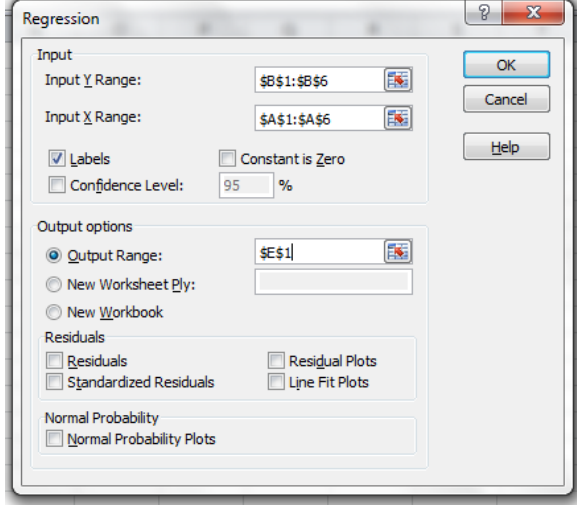 Regression
Input
OK
Input Y Range: $B$1:$B$6
Cancel
Input X Range: $A$1:$A$6
Help
Labels Constant is Zero
Confidence Level: 95 %
Output options
Output Range: $E$1
New Worksheet Ply:
New Workbook
Residuals
Residuals Residual Plots
Standardized Residuals Line Fit Plots
Normal Probability
Normal Probability Plots